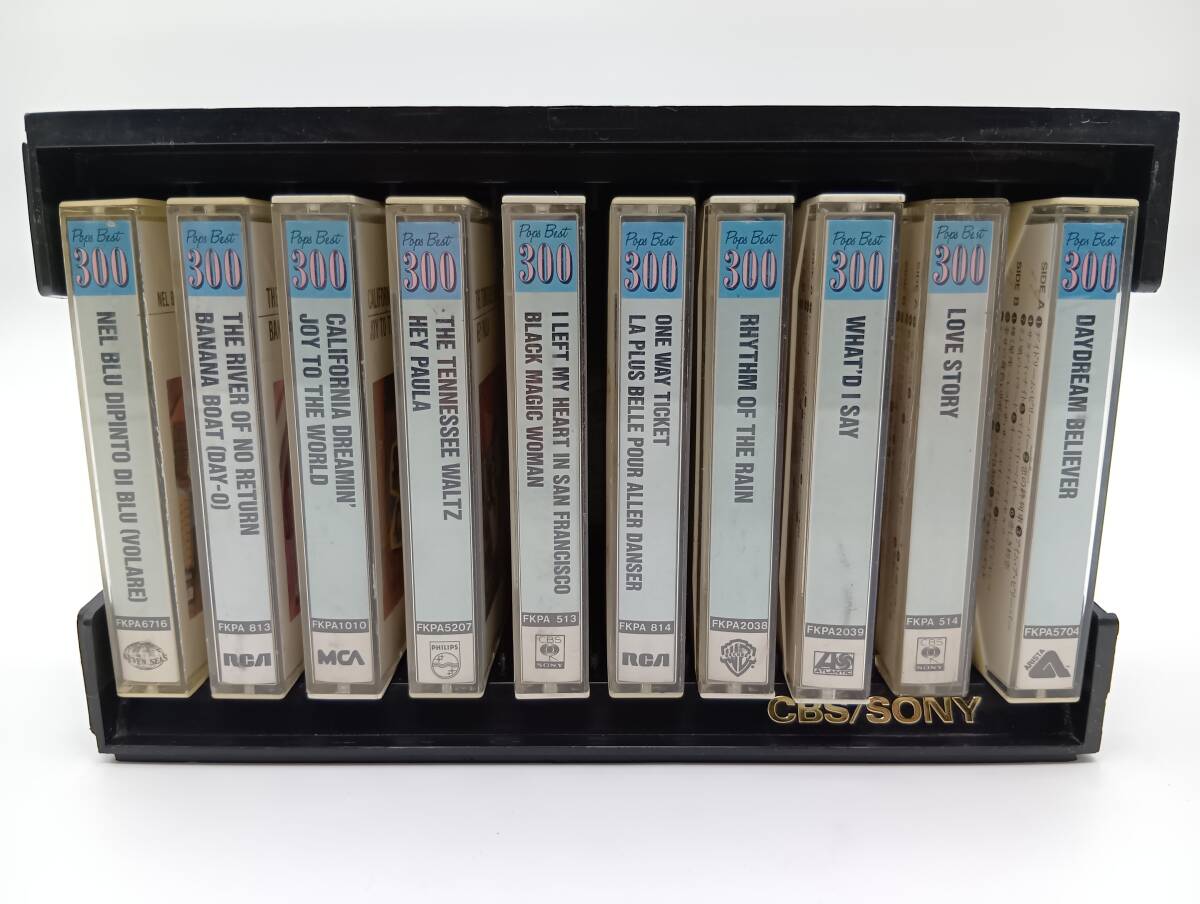 Pops Best
300
NEL BLU DIPINTO DI BLU (VOLARE)
FKPA6716
SEVEN SEAS
Pops Best
300
THE RIVER OF NO RETURN
BANANA BOAT (DAY-O)
FKPA 813
RCA
Pops Best
300
CALIFORNIA DREAMIN'
JOY TO THE WORLD
FKPA1010
MCA
Pops Best
300
THE TENNESSEE WALTZ
HEY PAULA
FKPA5207
PHILIPS
Pops Best
300
I LEFT MY HEART IN SAN FRANCISCO
BLACK MAGIC WOMAN
FKPA 513
CBS
SONY
Pops Best
300
ONE WAY TICKET
LA PLUS BELLE POUR ALLER DANSER
FKPA 814
RCA
Pops Best
300
RHYTHM OF THE RAIN
FKPA2038
Pops Best
300
WHAT'D I SAY
FKPA2039
ATLANTIC
Pops Best
300
LOVE STORY
FKPA 514
CBS
SONY
SIDE A
SIDE B
Pops Best
300
DAYDREAM BELIEVER
FKPA5704
ARISTA
CBS/SONY